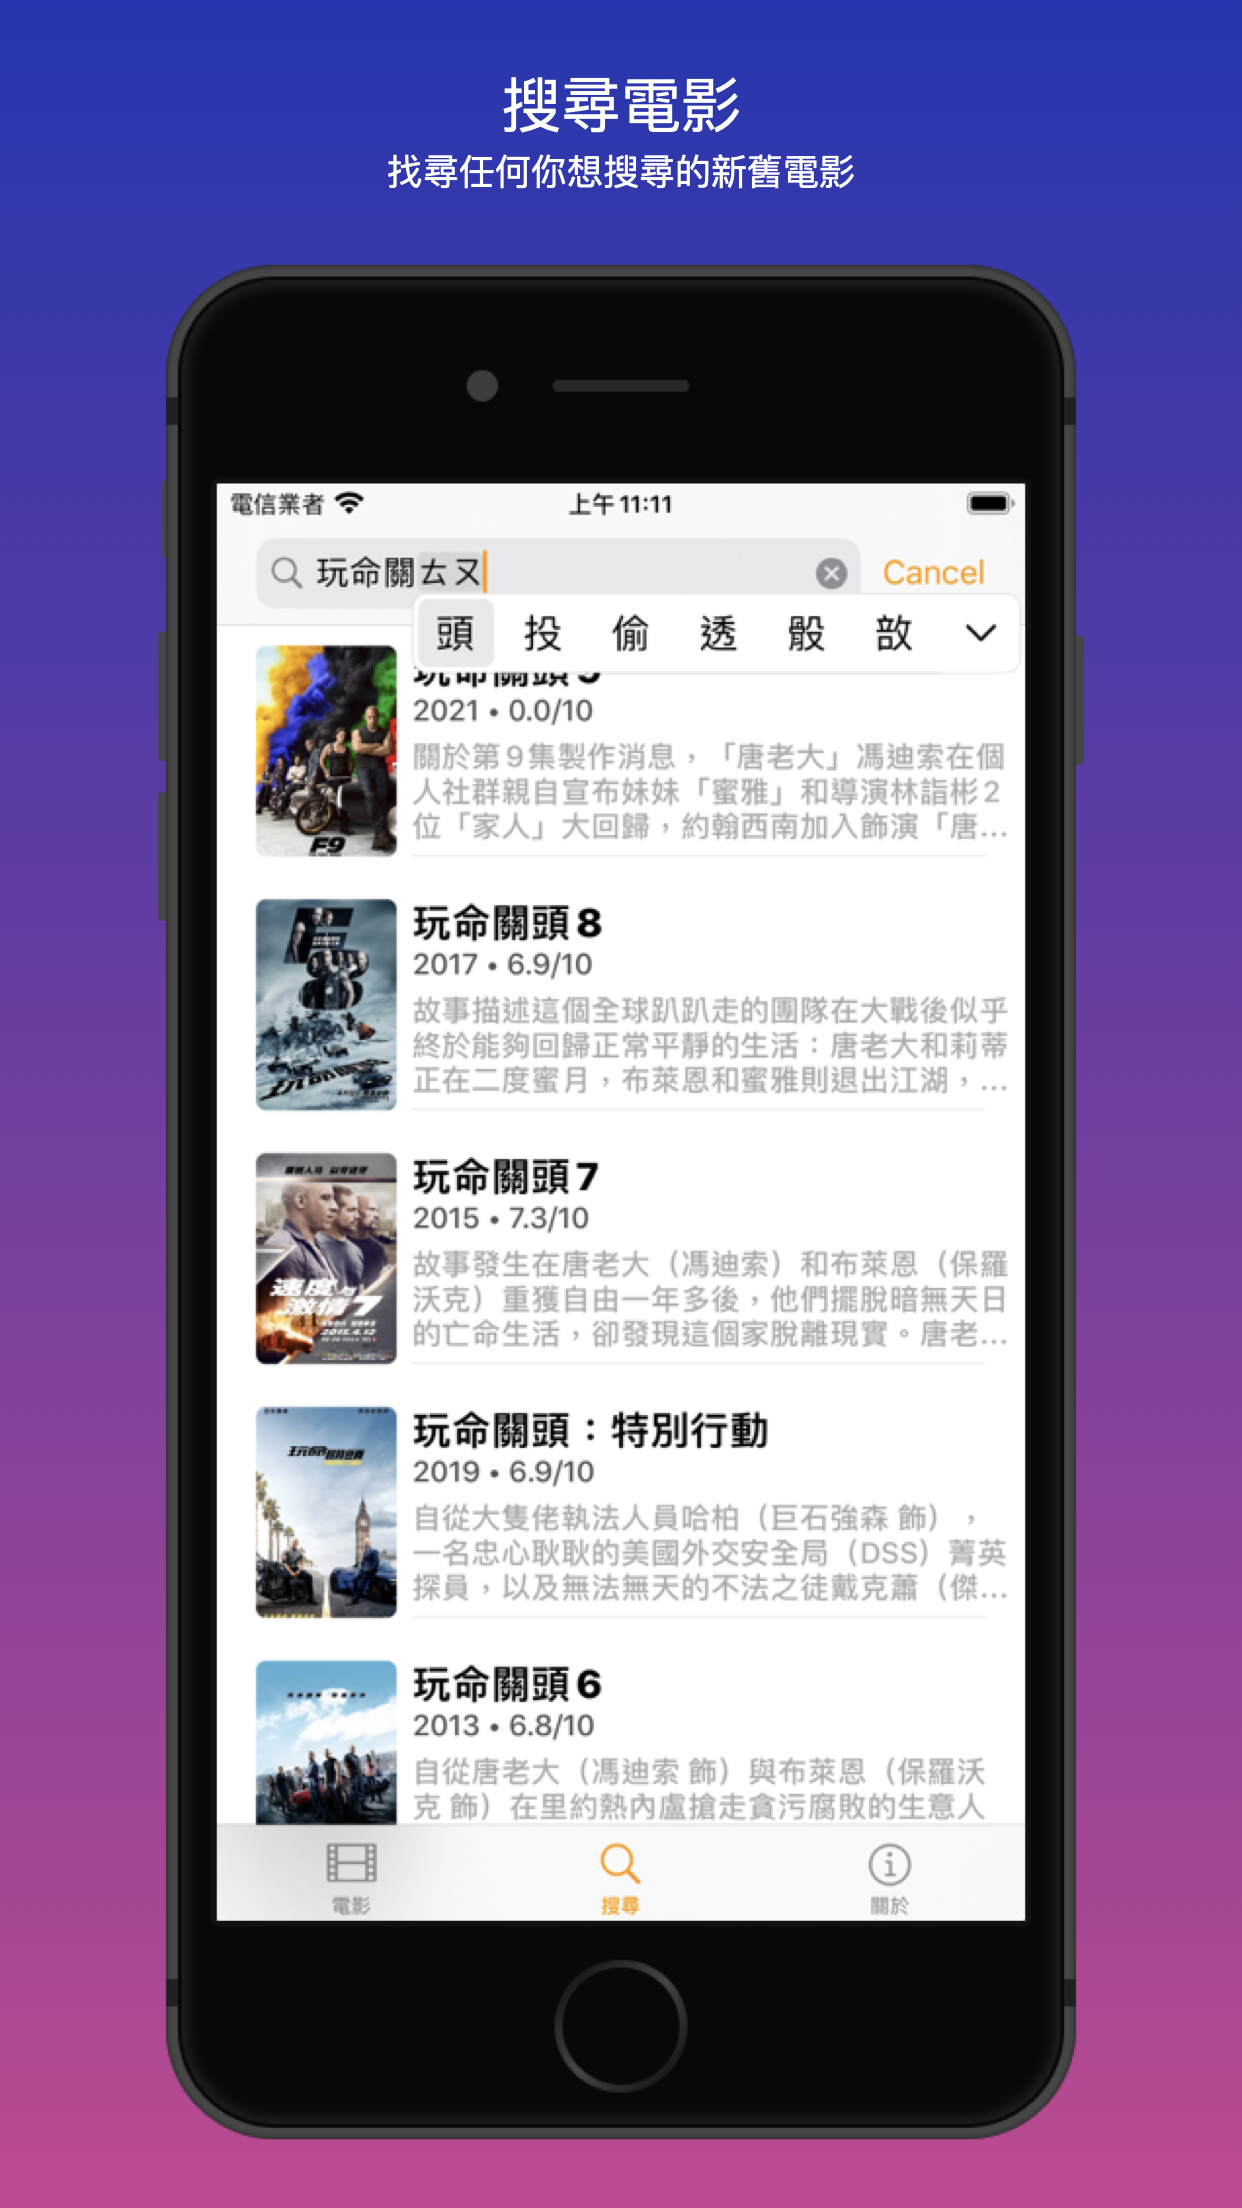 搜尋電影
找尋任何你想搜尋的新舊電影
電信業者 上午 11:11
玩命關ㄊㄡ Cancel
頭 投 偷 透 骰 敨
玩命關頭 9
2021 • 0.0/10
關於第 9 集製作消息，「唐老大」馮迪索在個
人社群親自宣布妹妹「蜜雅」和導演林詣彬 2
位「家人」大回歸，約翰西南加入飾演「唐...
F9
玩命關頭 8
2017 • 6.9/10
故事描述這個全球趴趴走的團隊在大戰後似乎
終於能夠回歸正常平靜的生活：唐老大和莉蒂
正在二度蜜月，布萊恩和蜜雅則退出江湖，...
玩命關頭 7
2015 • 7.3/10
故事發生在唐老大（馮迪索）和布萊恩（保羅
沃克）重獲自由一年多後，他們擺脫暗無天日
的亡命生活，卻發現這個家脫離現實。唐老...
速度与
激情7
2015.4.12
玩命關頭：特別行動
2019 • 6.9/10
自從大隻佬執法人員哈柏（巨石強森 飾），
一名忠心耿耿的美國外交安全局（DSS）菁英
探員，以及無法無天的不法之徒戴克蕭（傑...
玩命關頭 6
2013 • 6.8/10
自從唐老大（馮迪索 飾）與布萊恩（保羅沃
克 飾）在里約熱內盧搶走貪污腐敗的生意人
電影 搜尋 關於